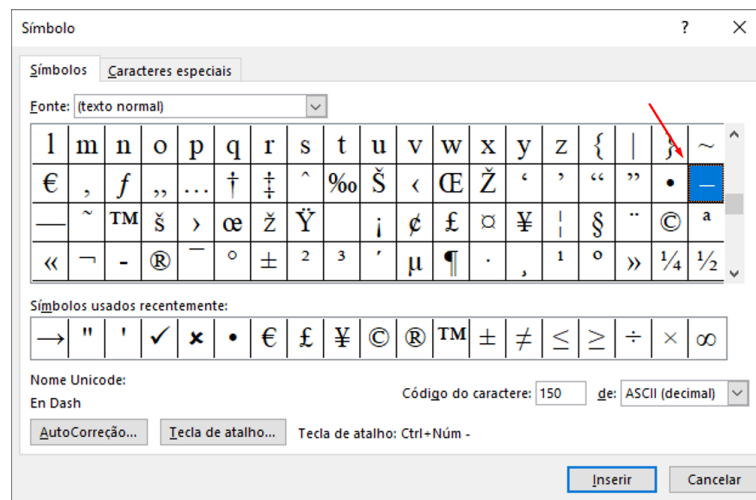 Símbolo ? ×
Símbolos Caracteres especiais
Fonte: (texto normal)
l m n o p q r s t u v w x y z { | } ~
€ ‚ ƒ „ … † ‡ ˆ ‰ Š ‹ Œ Ž ‘ ’ “ ” • –
— ˜ ™ š › œ ž Ÿ ¡ ¢ £ ¤ ¥ ¦ § ¨ © ª
« ¬ - ® ¯ ° ± ² ³ ´ µ ¶ · ¸ ¹ º » ¼ ½
Símbolos usados recentemente:
→ " ' ✓ × • € £ ¥ © ® ™ ± ≠ ≤ ≥ ÷ × ∞
Nome Unicode:
En Dash
Código do caractere: 150 de: ASCII (decimal)
AutoCorreção... Tecla de atalho... Tecla de atalho: Ctrl+Núm -
Inserir Cancelar